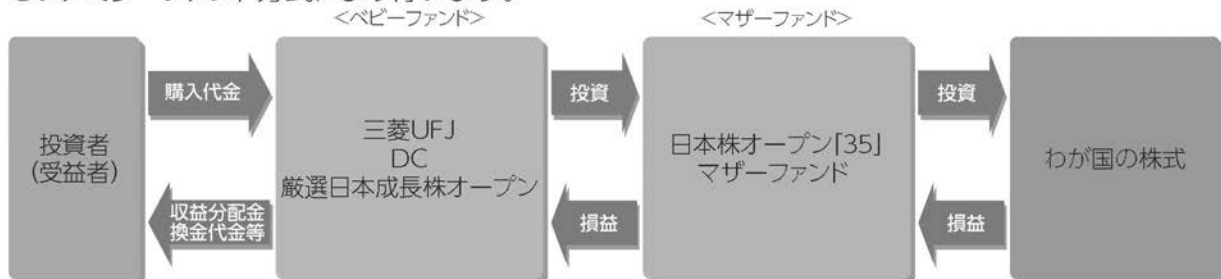 <ベビーファンド>
<マザーファンド>
投資者
(受益者)
購入代金
収益分配金
換金代金等
三菱UFJ
DC
厳選日本成長株オープン
投資
損益
日本株オープン「35」
マザーファンド
投資
損益
わが国の株式